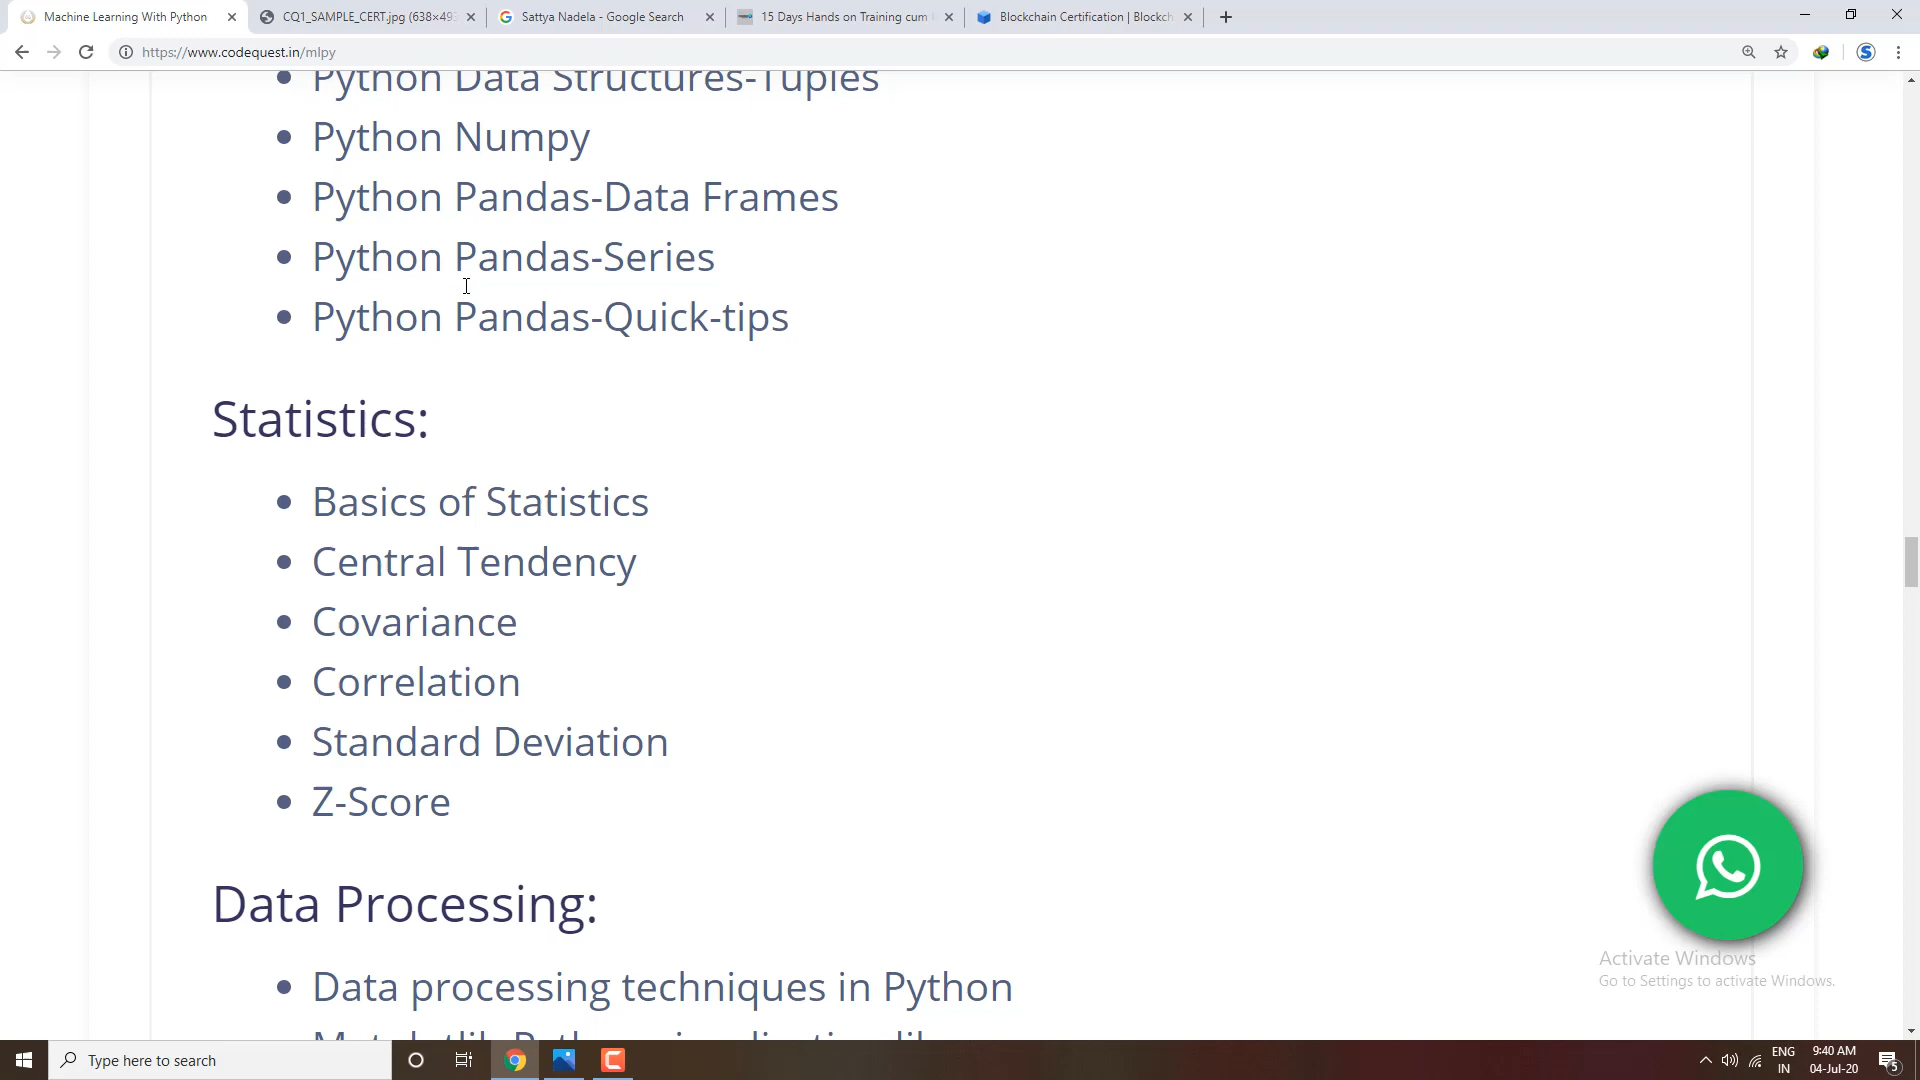 Machine Learning With Python
CQ1_SAMPLE_CERT.jpg (638×493
Sattya Nadela - Google Search
15 Days Hands on Training cum
Blockchain Certification | Blockch
https://www.codequest.in/mlpy
Python Data Structures-Tuples
Python Numpy
Python Pandas-Data Frames
Python Pandas-Series
Python Pandas-Quick-tips
Statistics:
Basics of Statistics
Central Tendency
Covariance
Correlation
Standard Deviation
Z-Score
Data Processing:
Data processing techniques in Python
Activate Windows
Go to Settings to activate Windows.
Type here to search
ENG
IN
9:40 AM
04-Jul-20
5